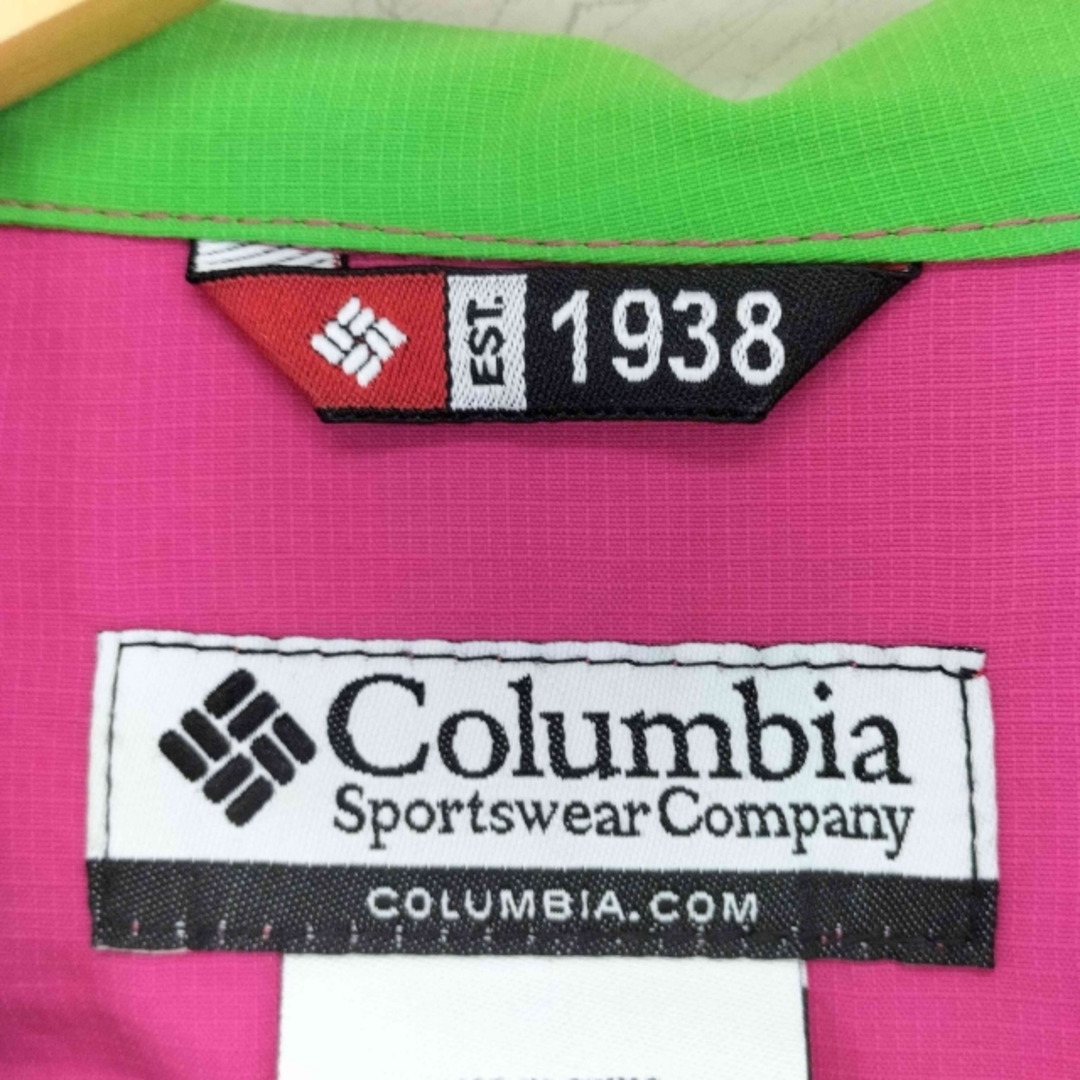 EST. 1938
Columbia
Sportswear Company
COLUMBIA.COM